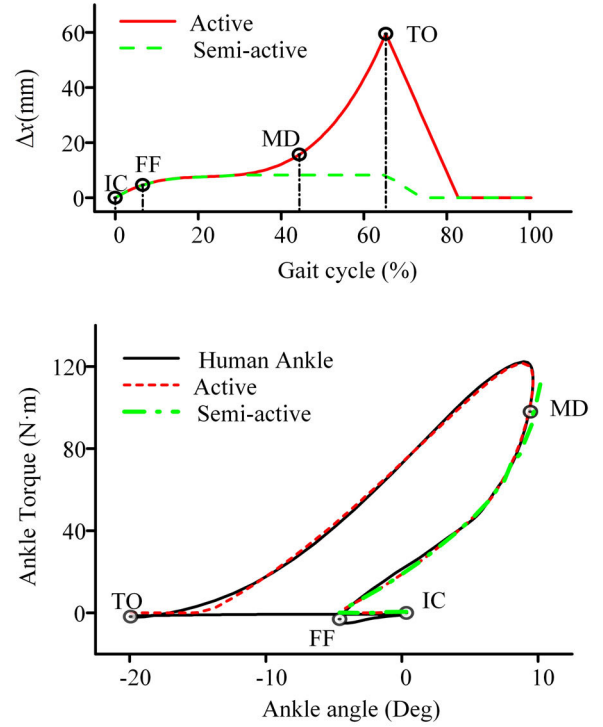 60
Active
TO
Semi-active
40
Δx(mm)
20
MD
FF
IC
0
0 20 40 60 80 100
Gait cycle (%)
120
Human Ankle
Active
Semi-active
MD
80
Ankle Torque (N·m)
40
TO
IC
0
FF
-20 -10 0 10
Ankle angle (Deg)